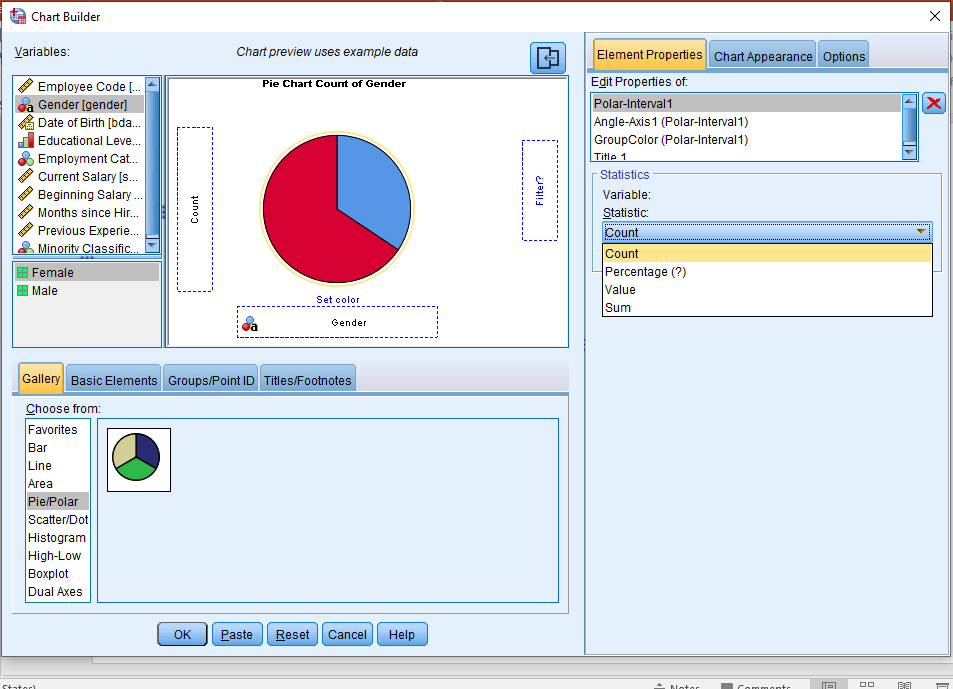 Chart Builder
Variables:
Chart preview uses example data
Employee Code [...
Gender [gender]
Date of Birth [bda...
Educational Leve...
Employment Cat...
Current Salary [s...
Beginning Salary ...
Months since Hir...
Previous Experie...
Minority Classific...
Female
Male
Pie Chart Count of Gender
Count
Filter?
Set color
a
Gender
Gallery
Basic Elements
Groups/Point ID
Titles/Footnotes
Choose from:
Favorites
Bar
Line
Area
Pie/Polar
Scatter/Dot
Histogram
High-Low
Boxplot
Dual Axes
OK
Paste
Reset
Cancel
Help
Element Properties
Chart Appearance
Options
Edit Properties of:
Polar-Interval1
Angle-Axis1 (Polar-Interval1)
GroupColor (Polar-Interval1)
Title 1
Statistics
Variable:
Statistic:
Count
Count
Percentage (?)
Value
Sum
States)
Notes
Comments